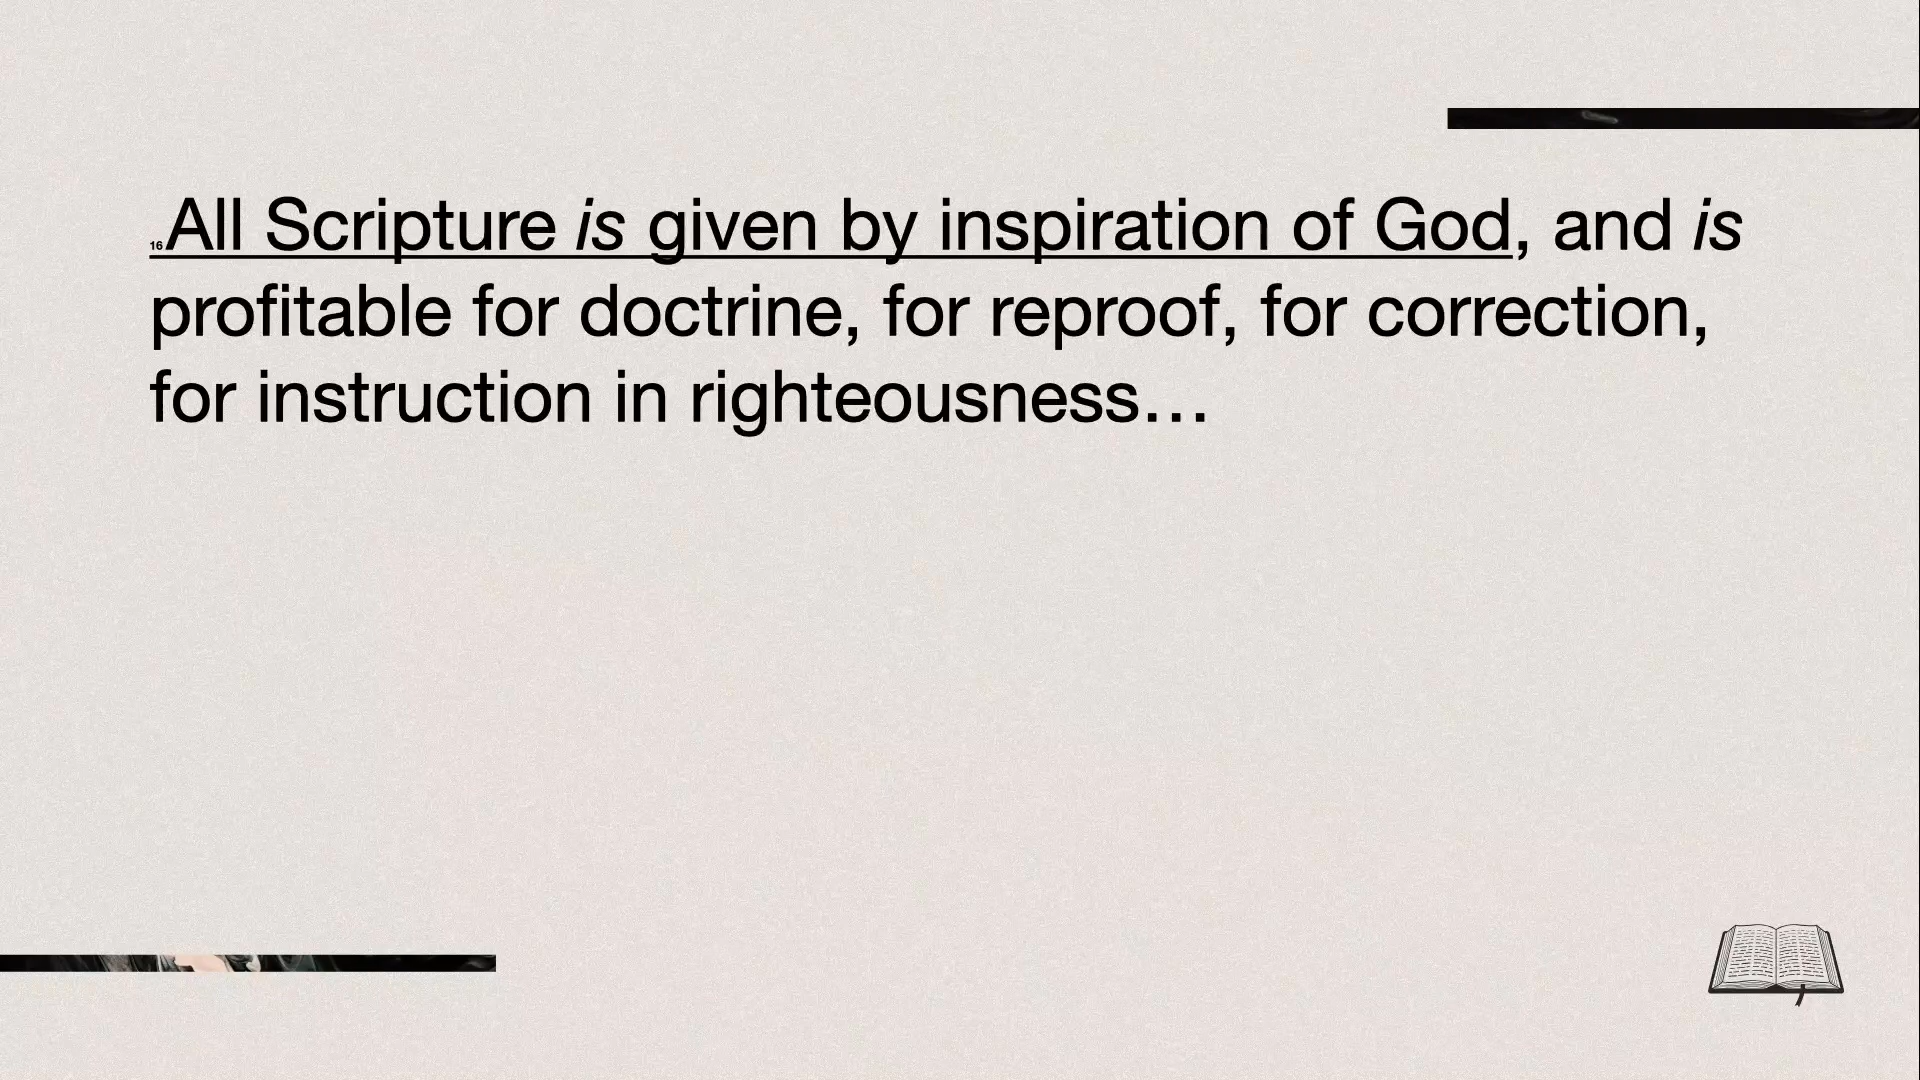 16All Scripture is given by inspiration of God, and is
profitable for doctrine, for reproof, for correction,
for instruction in righteousness…